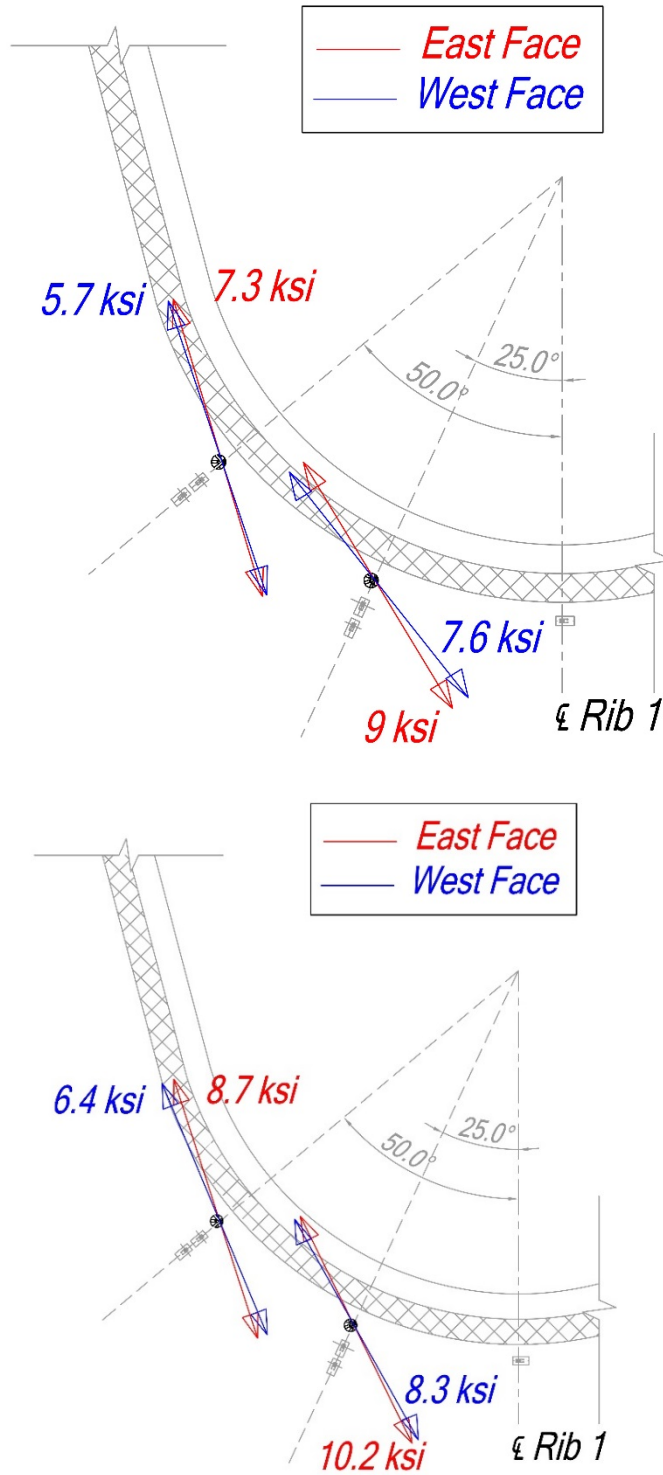 East Face
West Face
5.7 ksi
7.3 ksi
50.0°
25.0°
7.6 ksi
9 ksi
℄ Rib 1
East Face
West Face
6.4 ksi
8.7 ksi
50.0°
25.0°
8.3 ksi
10.2 ksi
℄ Rib 1